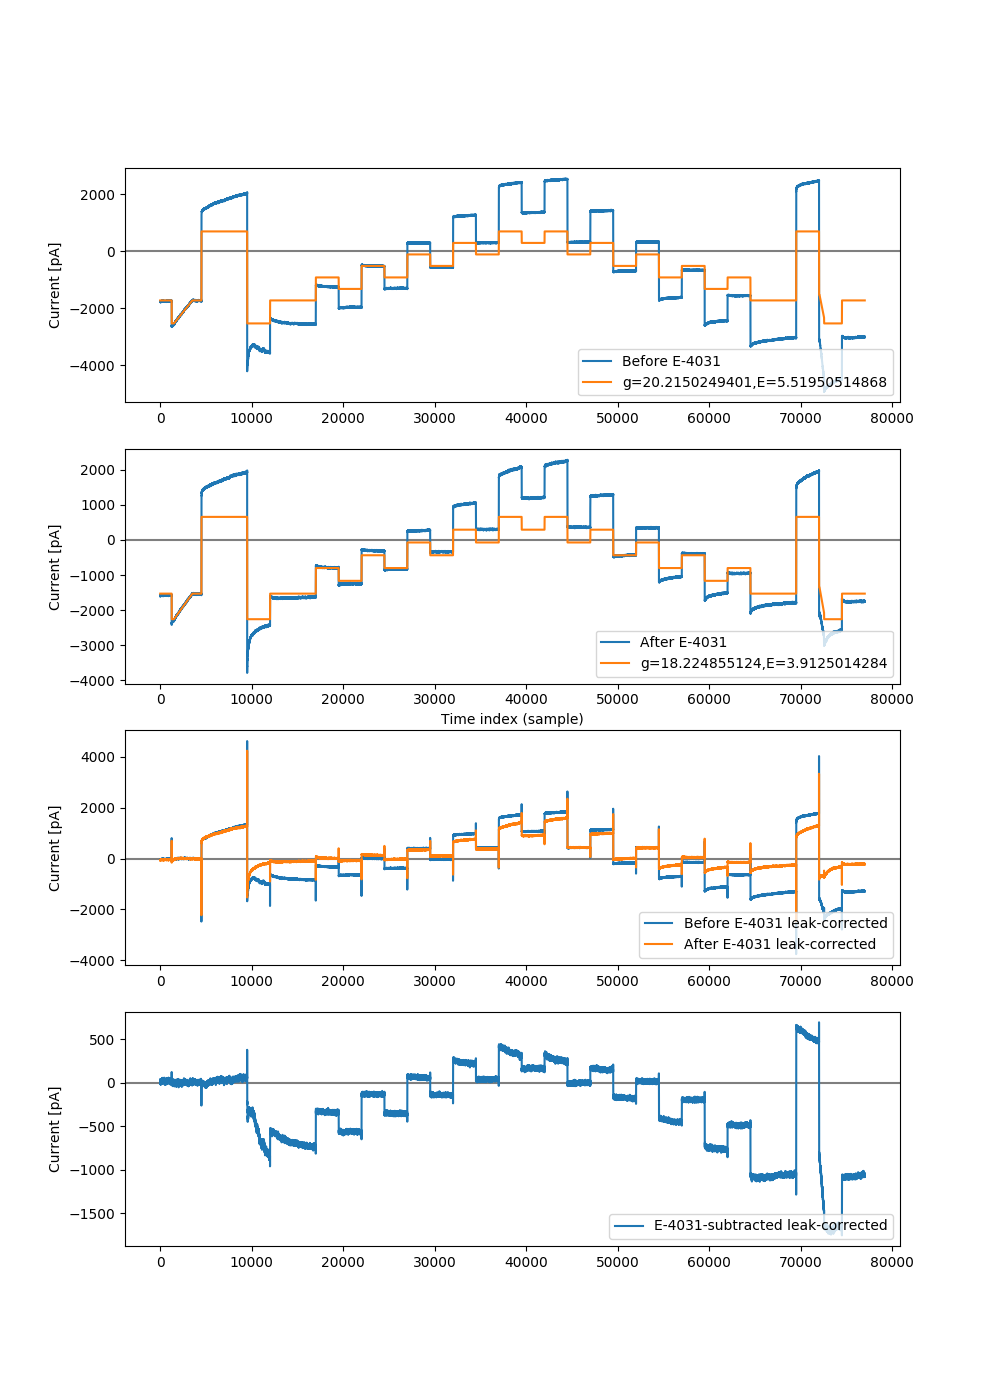 2000
0
−2000
−4000
Current [pA]
Before E-4031
g=20.2150249401,E=5.51950514868
0 10000 20000 30000 40000 50000 60000 70000 80000
2000
1000
0
−1000
−2000
−3000
−4000
Current [pA]
After E-4031
g=18.224855124,E=3.9125014284
0 10000 20000 30000 40000 50000 60000 70000 80000
Time index (sample)
4000
2000
0
−2000
−4000
Current [pA]
Before E-4031 leak-corrected
After E-4031 leak-corrected
0 10000 20000 30000 40000 50000 60000 70000 80000
500
0
−500
−1000
−1500
Current [pA]
E-4031-subtracted leak-corrected
0 10000 20000 30000 40000 50000 60000 70000 80000